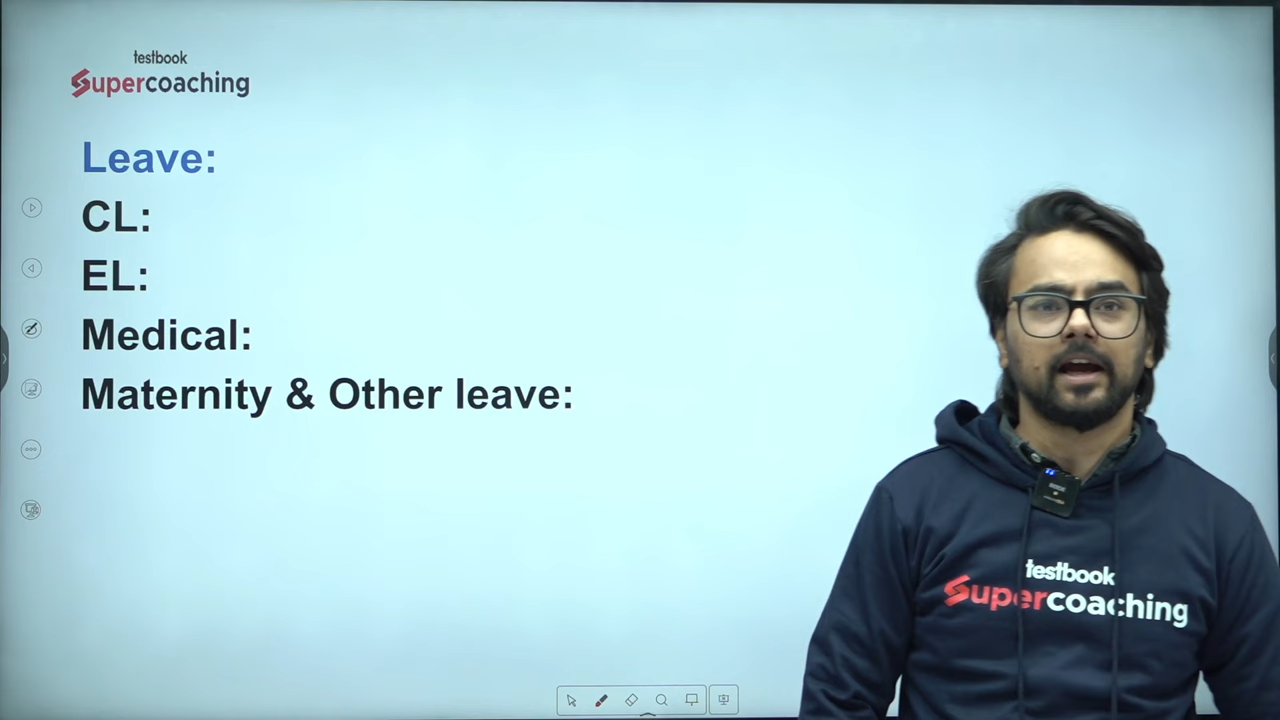 testbook
Supercoaching
Leave:
CL:
EL:
Medical:
Maternity & Other leave:
testbook
Supercoaching